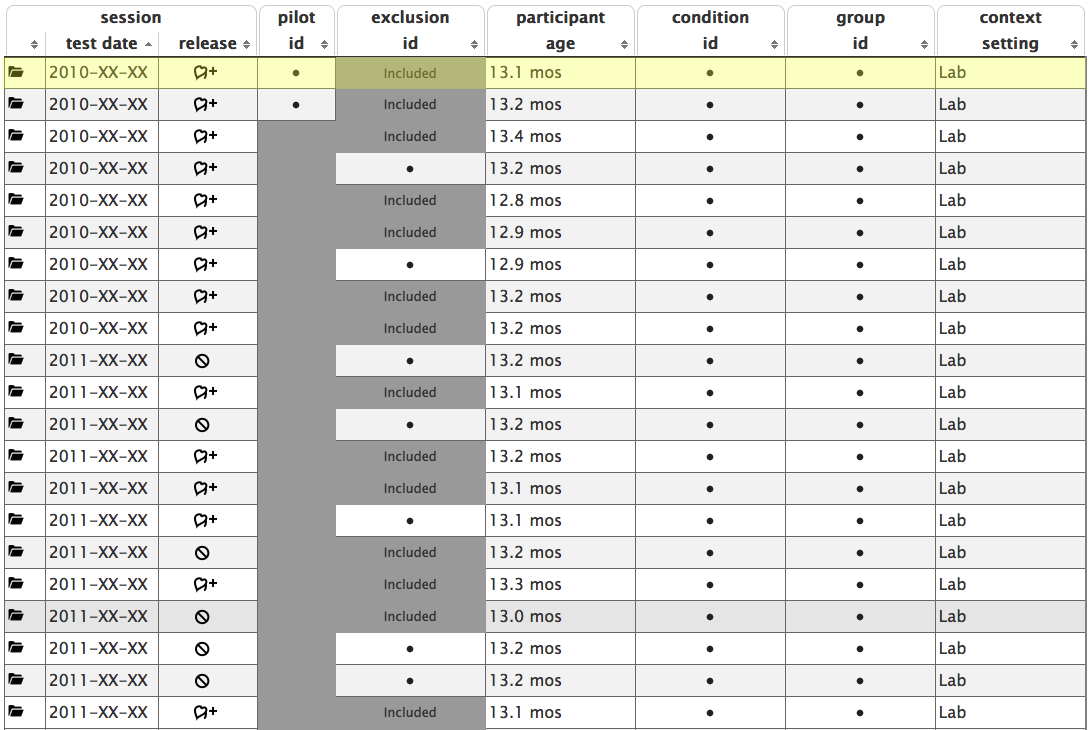 session pilot exclusion participant condition group context
test date release id id age id id setting
2010-XX-XX + • Included 13.1 mos • • Lab
2010-XX-XX + • Included 13.2 mos • • Lab
2010-XX-XX + Included 13.4 mos • • Lab
2010-XX-XX + • 13.2 mos • • Lab
2010-XX-XX + Included 12.8 mos • • Lab
2010-XX-XX + Included 12.9 mos • • Lab
2010-XX-XX + • 12.9 mos • • Lab
2010-XX-XX + Included 13.2 mos • • Lab
2010-XX-XX + Included 13.2 mos • • Lab
2011-XX-XX • 13.2 mos • • Lab
2011-XX-XX + Included 13.1 mos • • Lab
2011-XX-XX • 13.2 mos • • Lab
2011-XX-XX + Included 13.2 mos • • Lab
2011-XX-XX + Included 13.1 mos • • Lab
2011-XX-XX + • 13.1 mos • • Lab
2011-XX-XX Included 13.2 mos • • Lab
2011-XX-XX + Included 13.3 mos • • Lab
2011-XX-XX Included 13.0 mos • • Lab
2011-XX-XX • 13.2 mos • • Lab
2011-XX-XX • 13.2 mos • • Lab
2011-XX-XX + Included 13.1 mos • • Lab